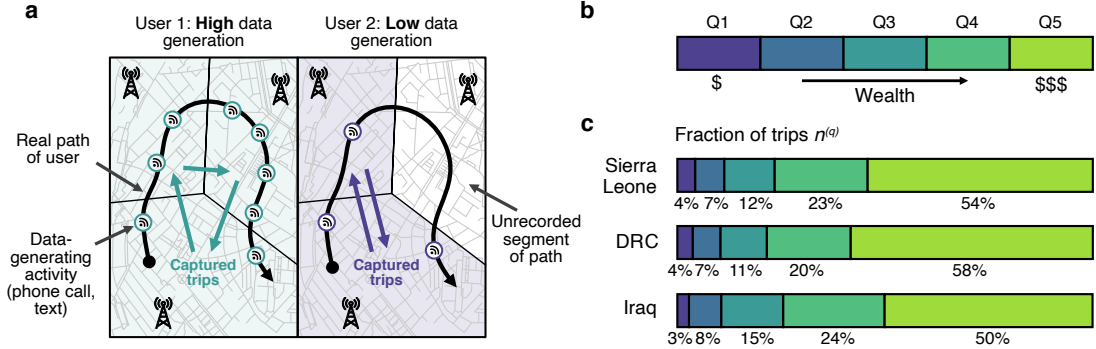 a
User 1: High data
generation
User 2: Low data
generation
Real path
of user
Data-
generating
activity
(phone call,
text)
Captured
trips
Captured
trips
Unrecorded
segment
of path
b
Q1 Q2 Q3 Q4 Q5
$ $$$
Wealth
c
Fraction of trips n(q)
Sierra
Leone
4% 7% 12% 23% 54%
DRC
4% 7% 11% 20% 58%
Iraq
3% 8% 15% 24% 50%